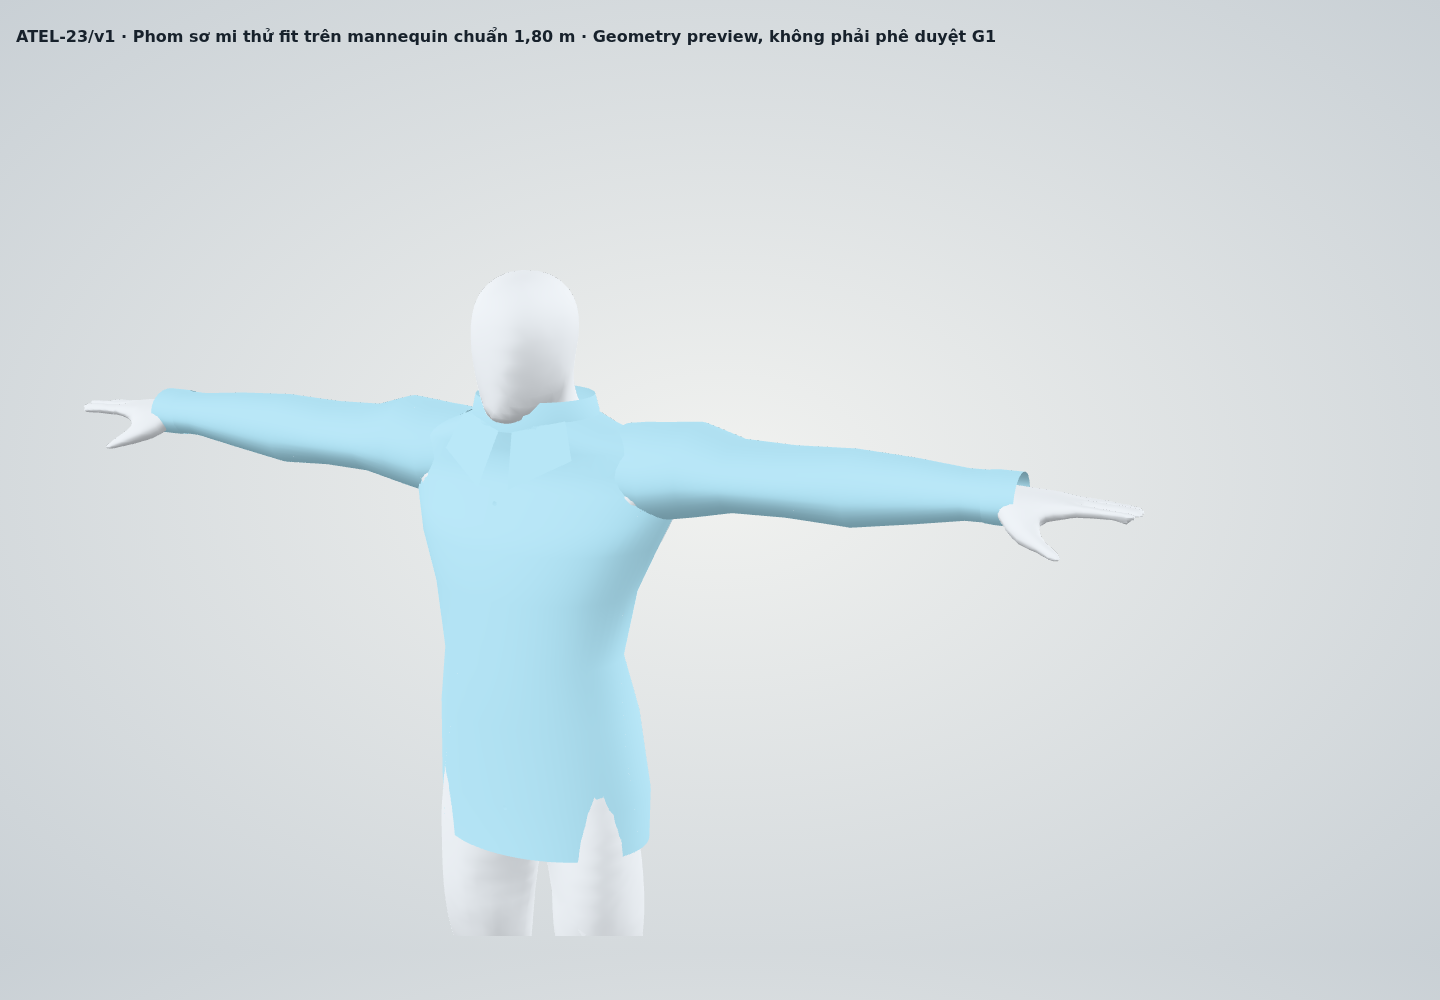 ATEL-23/v1 · Phom sơ mi thử fit trên mannequin chuẩn 1,80 m · Geometry preview, không phải phê duyệt G1